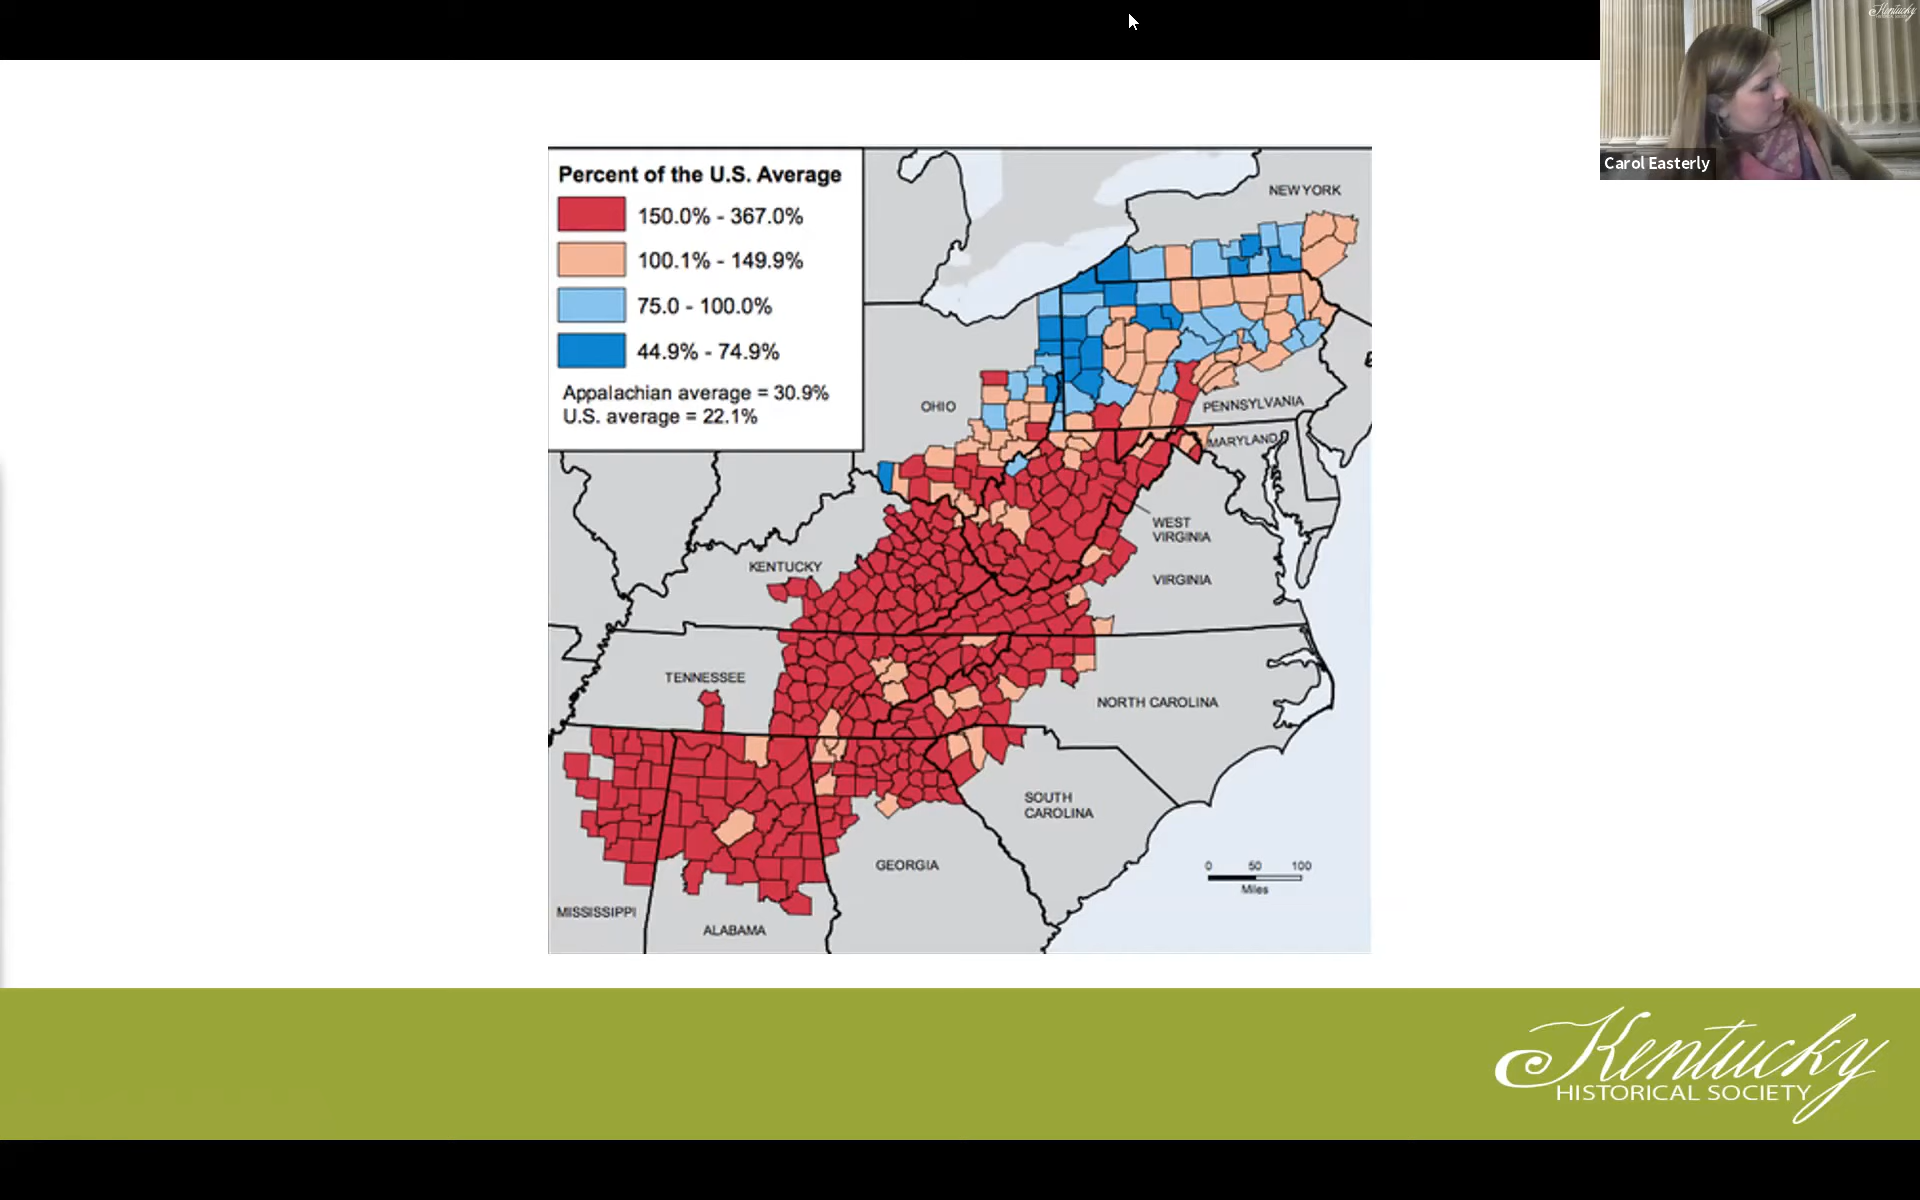 Kentucky
Carol Easterly
Percent of the U.S. Average
150.0% - 367.0%
100.1% - 149.9%
75.0 - 100.0%
44.9% - 74.9%
Appalachian average = 30.9%
U.S. average = 22.1%
NEW YORK
OHIO
PENNSYLVANIA
MARYLAND
WEST
VIRGINIA
KENTUCKY
VIRGINIA
TENNESSEE
NORTH CAROLINA
SOUTH
CAROLINA
GEORGIA
0 50 100
Miles
MISSISSIPPI
ALABAMA
Kentucky
HISTORICAL SOCIETY